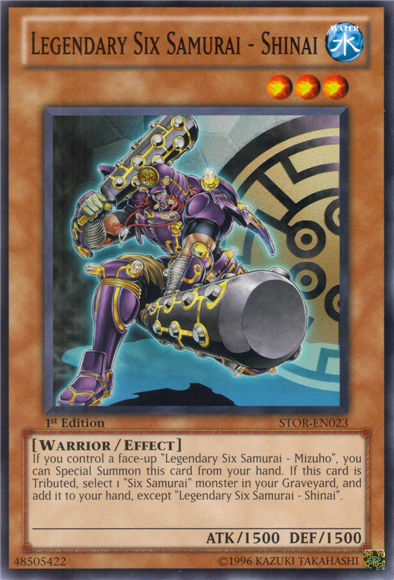 LEGENDARY SIX SAMURAI - SHINAI
WATER
水
1st Edition
STOR-EN023
[WARRIOR/EFFECT]
If you control a face-up "Legendary Six Samurai - Mizuho", you
can Special Summon this card from your hand. If this card is
Tributed, select 1 "Six Samurai" monster in your Graveyard, and
add it to your hand, except "Legendary Six Samurai - Shinai".
ATK/1500 DEF/1500
48505422
©1996 KAZUKI TAKAHASHI